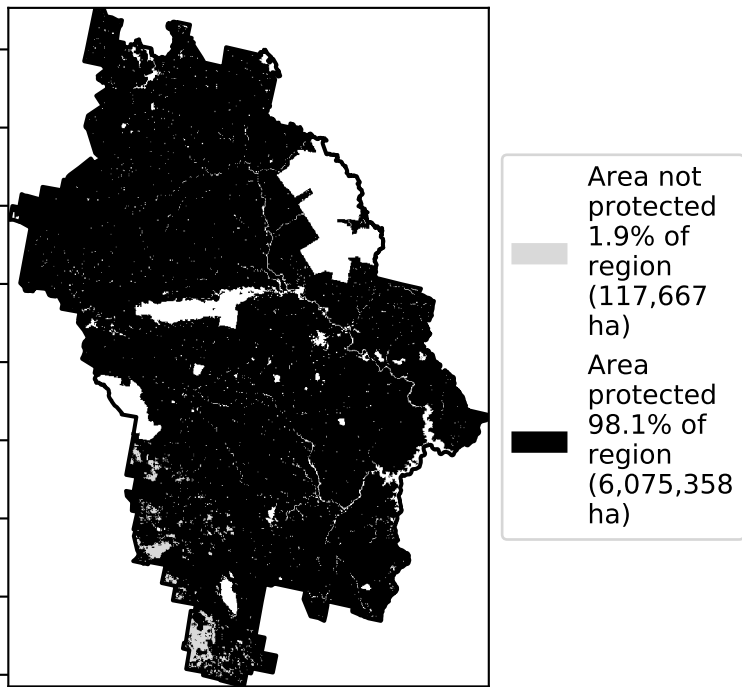 Area not
protected
1.9% of
region
(117,667
ha)
Area
protected
98.1% of
region
(6,075,358
ha)